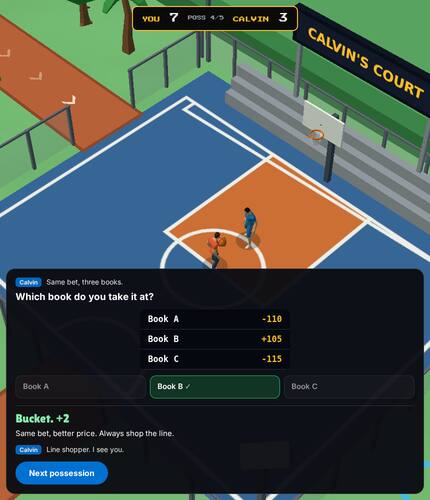 YOU 7 POSS 4/5 CALVIN 3
CALVIN'S COURT
Calvin Same bet, three books.
Which book do you take it at?
Book A -110
Book B +105
Book C -115
Book A Book B ✓ Book C
Bucket. +2
Same bet, better price. Always shop the line.
Calvin Line shopper. I see you.
Next possession